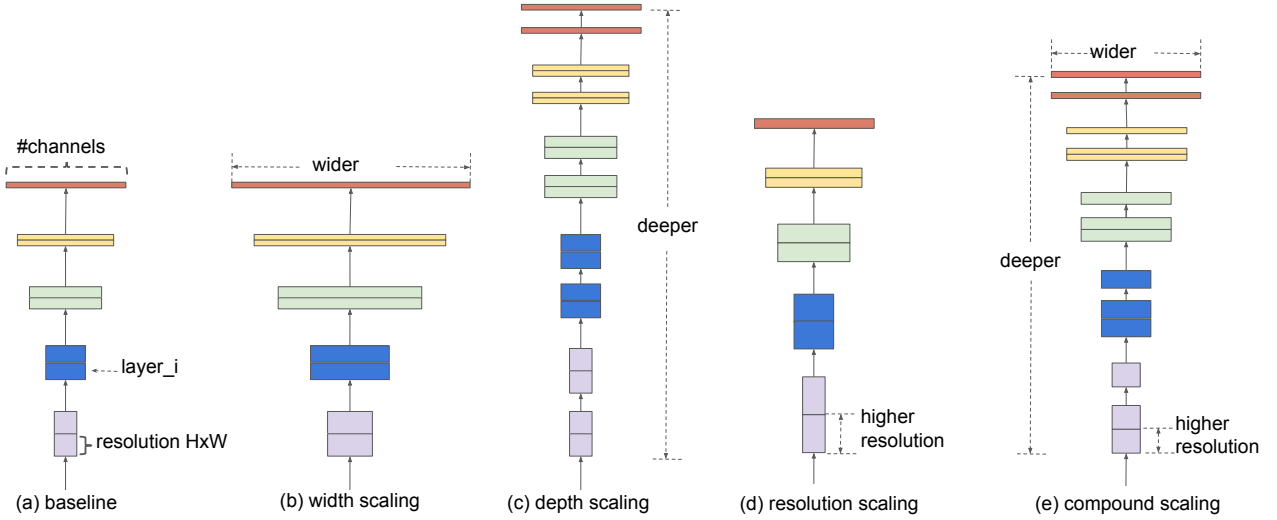 #channels
layer_i
resolution HxW
(a) baseline
wider
(b) width scaling
deeper
(c) depth scaling
higher
resolution
(d) resolution scaling
wider
deeper
higher
resolution
(e) compound scaling